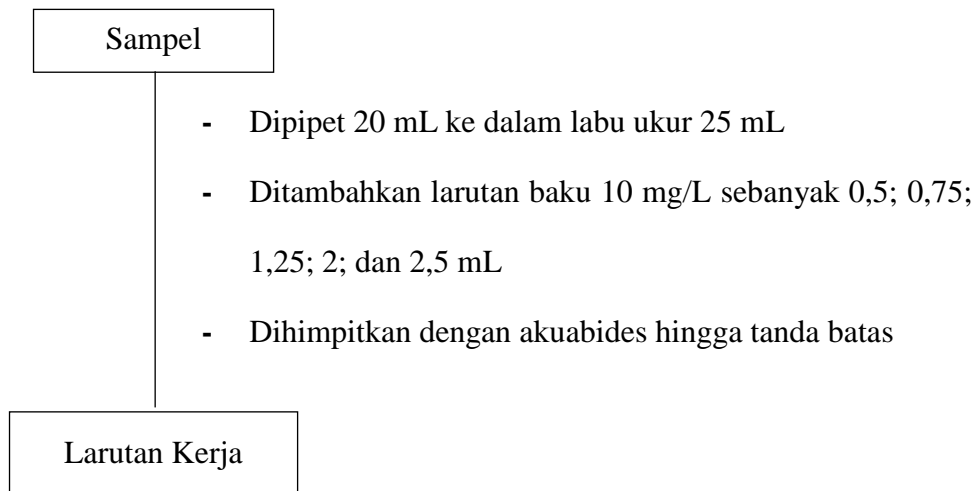 Sampel
- Dipipet 20 mL ke dalam labu ukur 25 mL
- Ditambahkan larutan baku 10 mg/L sebanyak 0,5; 0,75;
1,25; 2; dan 2,5 mL
- Dihimpitkan dengan akuabides hingga tanda batas
Larutan Kerja